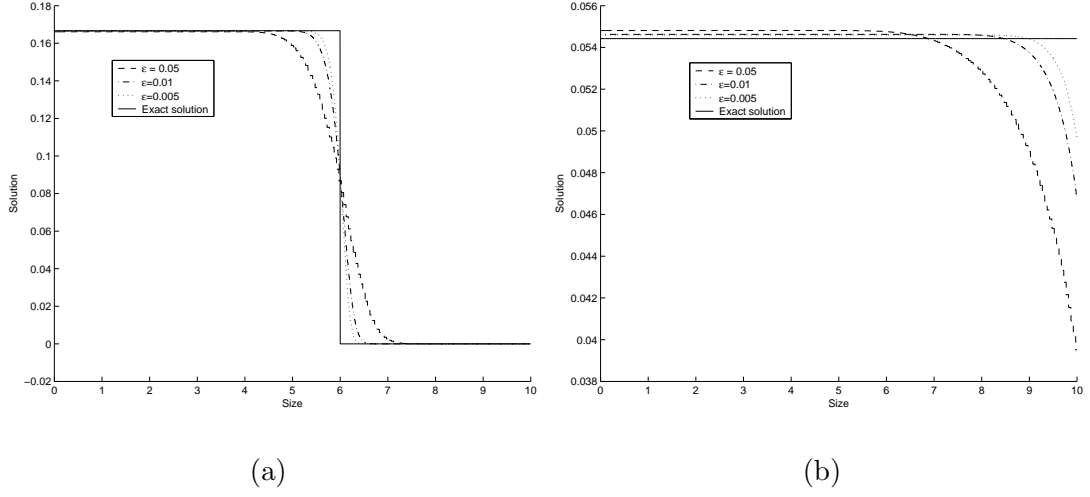 0.18
0.16
0.14
0.12
0.1
0.08
0.06
0.04
0.02
0
−0.02
Solution
ε = 0.05
ε=0.01
ε=0.005
Exact solution
0 1 2 3 4 5 6 7 8 9 10
Size
(a)
0.056
0.054
0.052
0.05
0.048
0.046
0.044
0.042
0.04
0.038
Solution
ε = 0.05
ε=0.01
ε=0.005
Exact solution
0 1 2 3 4 5 6 7 8 9 10
Size
(b)